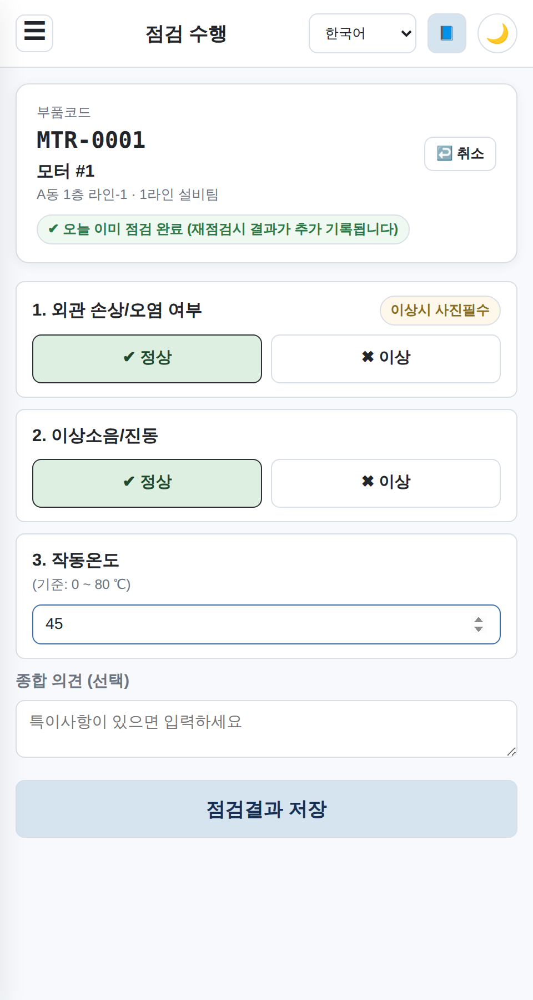 ☰ 점검 수행 한국어
부품코드
MTR-0001
모터 #1
A동 1층 라인-1 · 1라인 설비팀
↩ 취소
✔ 오늘 이미 점검 완료 (재점검시 결과가 추가 기록됩니다)
1. 외관 손상/오염 여부
이상시 사진필수
✔ 정상
✖ 이상
2. 이상소음/진동
✔ 정상
✖ 이상
3. 작동온도
(기준: 0 ~ 80 ℃)
45
종합 의견 (선택)
특이사항이 있으면 입력하세요
점검결과 저장